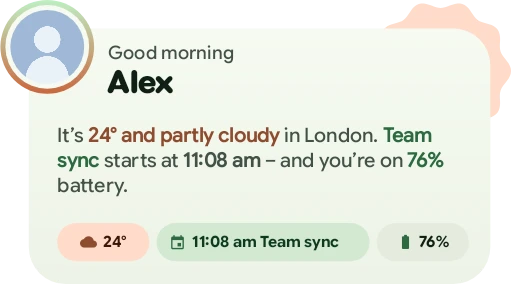 Good morning
Alex
It's 24° and partly cloudy in London. Team
sync starts at 11:08 am – and you're on 76%
battery.
24° 11:08 am Team sync 76%